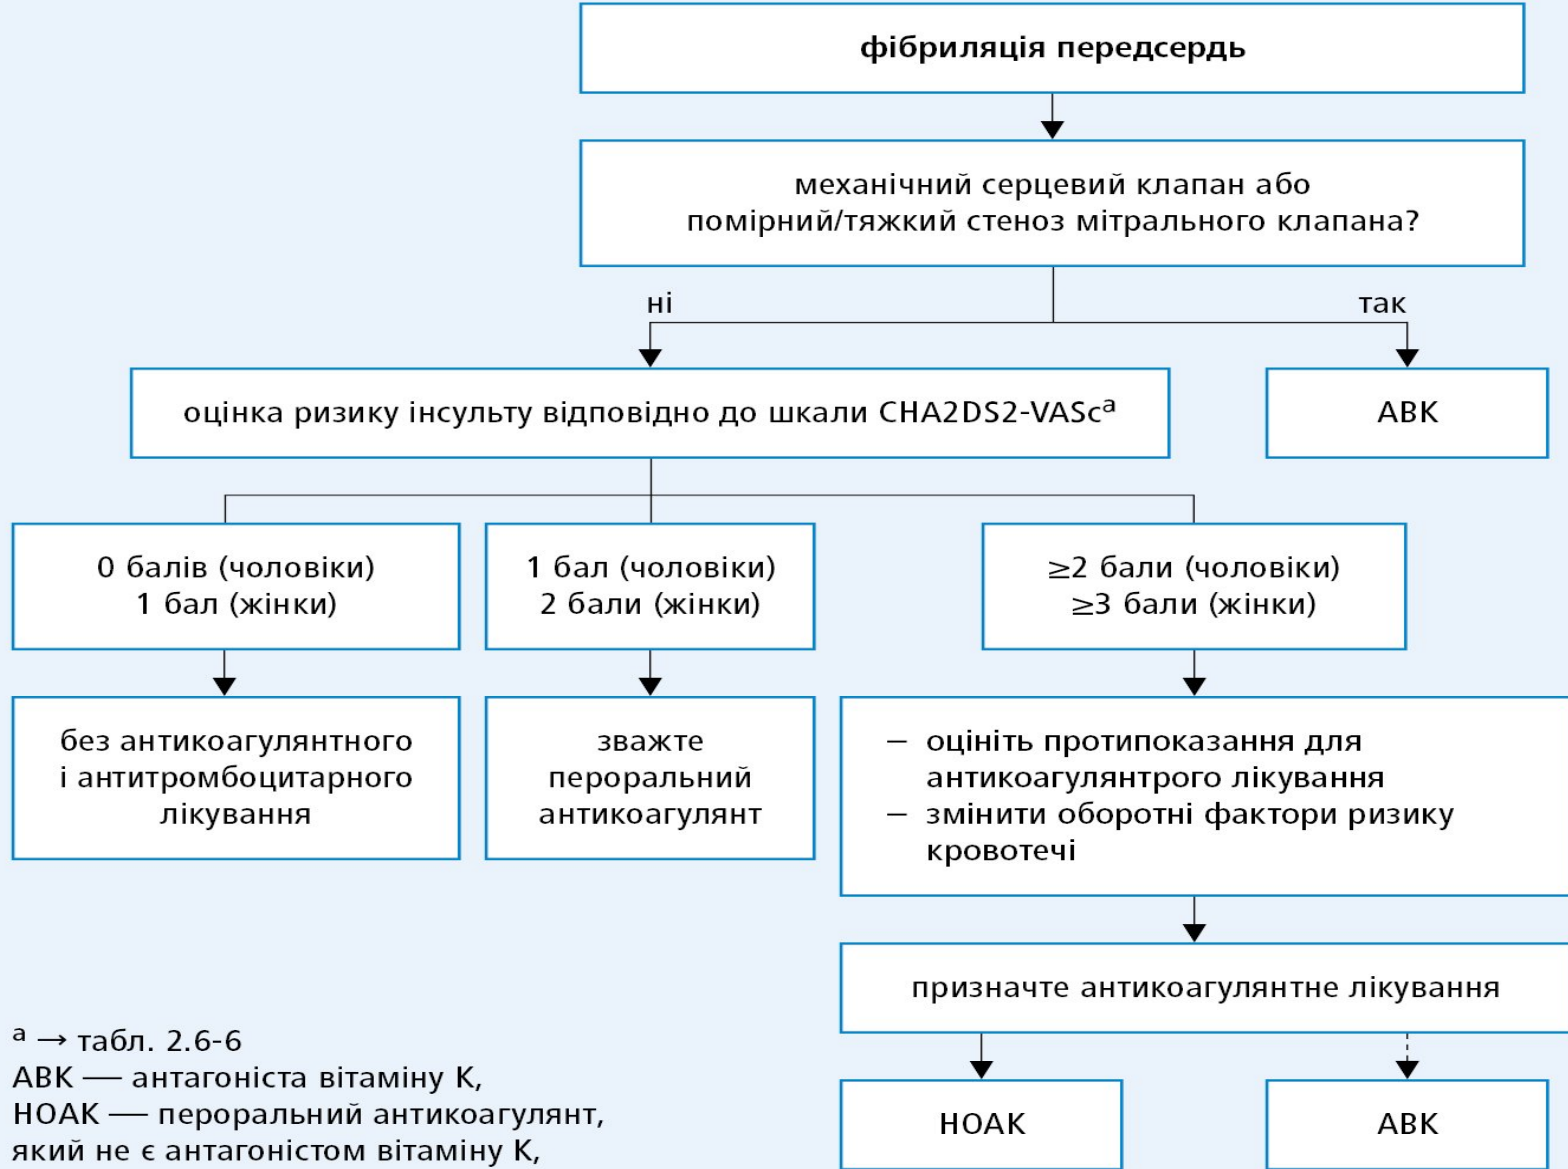 фібриляція передсердь
механічний серцевий клапан або
помірний/тяжкий стеноз мітрального клапана?
ні
так
оцінка ризику інсульту відповідно до шкали CHA2DS2-VAScᵃ
АВК
0 балів (чоловіки)
1 бал (жінки)
1 бал (чоловіки)
2 бали (жінки)
≥2 бали (чоловіки)
≥3 бали (жінки)
без антикоагулянтного
і антитромбоцитарного
лікування
зважте
пероральний
антикоагулянт
— оцініть протипоказання для
антикоагулянтрого лікування
— змінити оборотні фактори ризику
кровотечі
призначте антикоагулянтне лікування
НОАК
АВК
ᵃ → табл. 2.6-6
АВК — антагоніста вітаміну К,
НОАК — пероральний антикоагулянт,
який не є антагоністом вітаміну К,